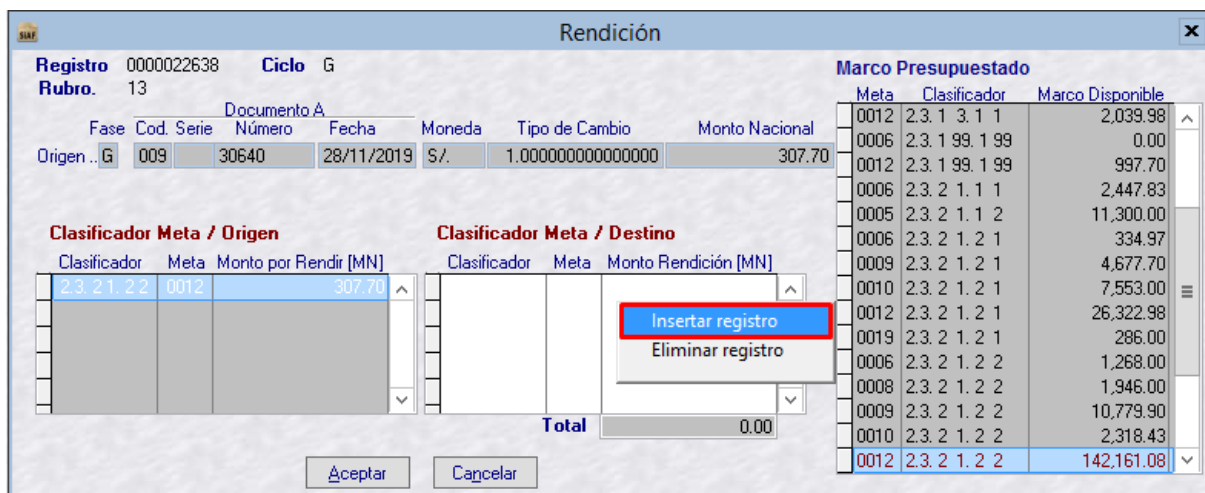 SIAF
Rendición
Registro 0000022638 Ciclo G
Rubro. 13
Documento A
Fase Cod. Serie Número Fecha Moneda Tipo de Cambio Monto Nacional
Origen .. G 009 30640 28/11/2019 S/. 1.000000000000000 307.70
Clasificador Meta / Origen
Clasificador Meta Monto por Rendir [MN]
2.3. 2 1. 2 2 0012 307.70
Clasificador Meta / Destino
Clasificador Meta Monto Rendición [MN]
Insertar registro
Eliminar registro
Total 0.00
Aceptar Cancelar
Marco Presupuestado
Meta Clasificador Marco Disponible
0012 2.3. 1 3. 1 1 2,039.98
0006 2.3. 1 99. 1 99 0.00
0012 2.3. 1 99. 1 99 997.70
0006 2.3. 2 1. 1 1 2,447.83
0005 2.3. 2 1. 1 2 11,300.00
0006 2.3. 2 1. 2 1 334.97
0009 2.3. 2 1. 2 1 4,677.70
0010 2.3. 2 1. 2 1 7,553.00
0012 2.3. 2 1. 2 1 26,322.98
0019 2.3. 2 1. 2 1 286.00
0006 2.3. 2 1. 2 2 1,268.00
0008 2.3. 2 1. 2 2 1,946.00
0009 2.3. 2 1. 2 2 10,779.90
0010 2.3. 2 1. 2 2 2,318.43
0012 2.3. 2 1. 2 2 142,161.08